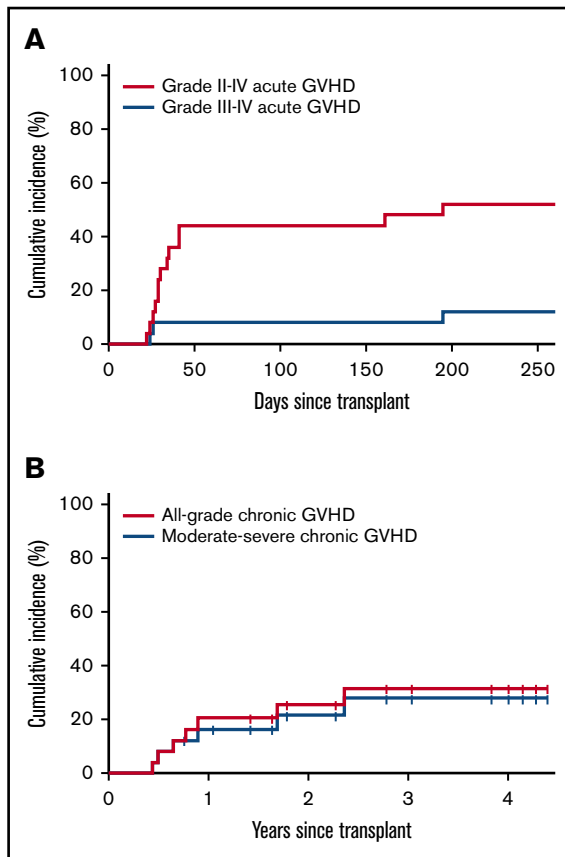 A
100
80
60
40
20
0
Cumulative incidence (%)
Grade II-IV acute GVHD
Grade III-IV acute GVHD
0 50 100 150 200 250
Days since transplant
B
100
80
60
40
20
0
Cumulative incidence (%)
All-grade chronic GVHD
Moderate-severe chronic GVHD
0 1 2 3 4
Years since transplant